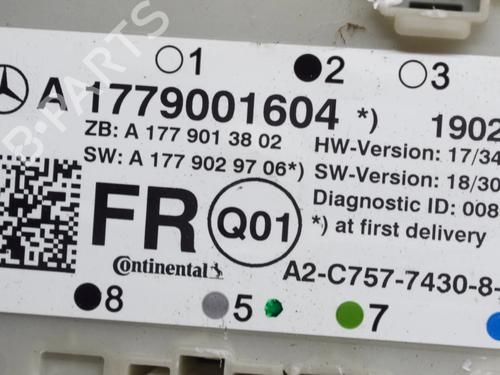 1 2 3
A 1779001604 *) 1902
ZB: A 177 901 38 02
SW: A 177 902 97 06*)
HW-Version: 17/34
SW-Version: 18/30
Diagnostic ID: 008
*) at first delivery
FR Q01
Continental
A2-C757-7430-8-
8 5 7
B-PARTS